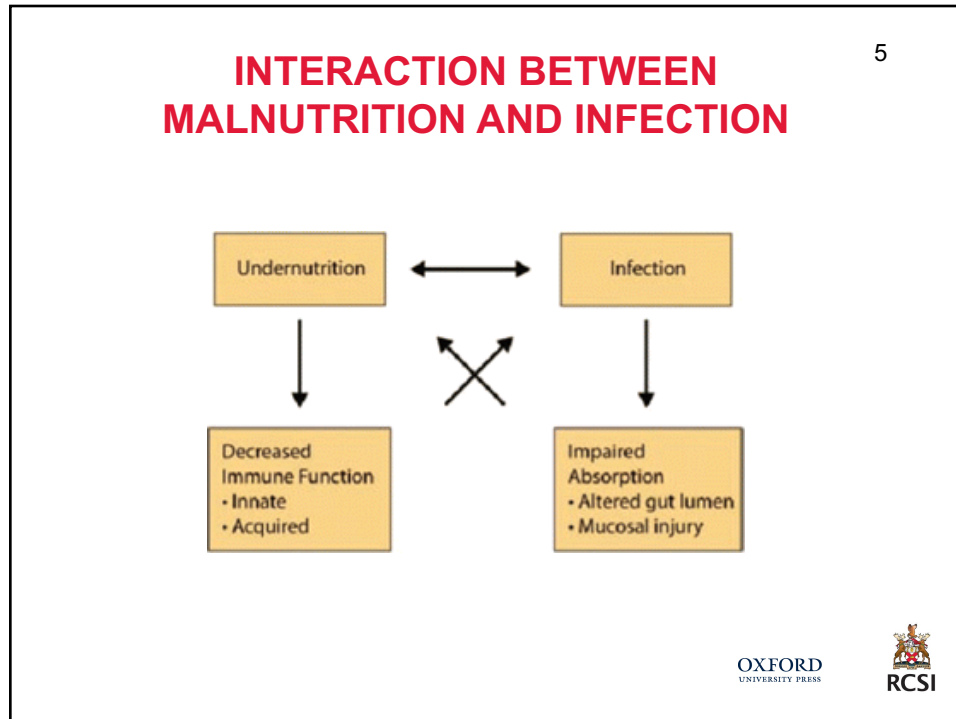 5
INTERACTION BETWEEN
MALNUTRITION AND INFECTION
Undernutrition
Infection
Decreased
Immune Function
• Innate
• Acquired
Impaired
Absorption
• Altered gut lumen
• Mucosal injury
OXFORD
UNIVERSITY PRESS
RCSI